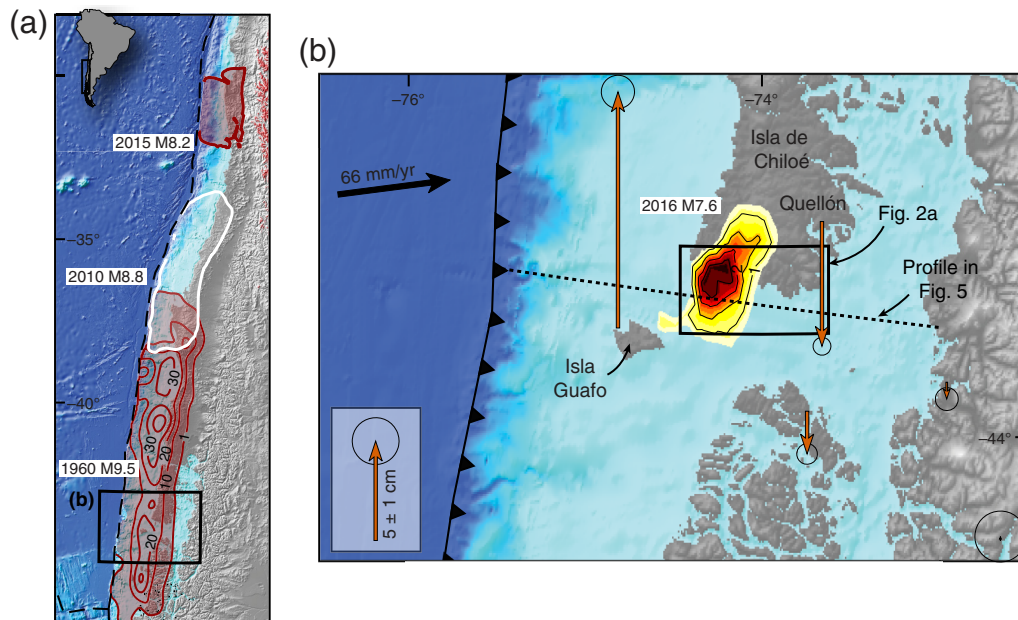 (a)
2015 M8.2
−35°
2010 M8.8
30
−40°
30
20
1
10
1960 M9.5
(b)
20
(b)
−76°
−74°
Isla de
Chiloé
66 mm/yr
2016 M7.6
Quellón
Fig. 2a
2
1
Profile in
Fig. 5
Isla
Guafo
5 ± 1 cm
−44°